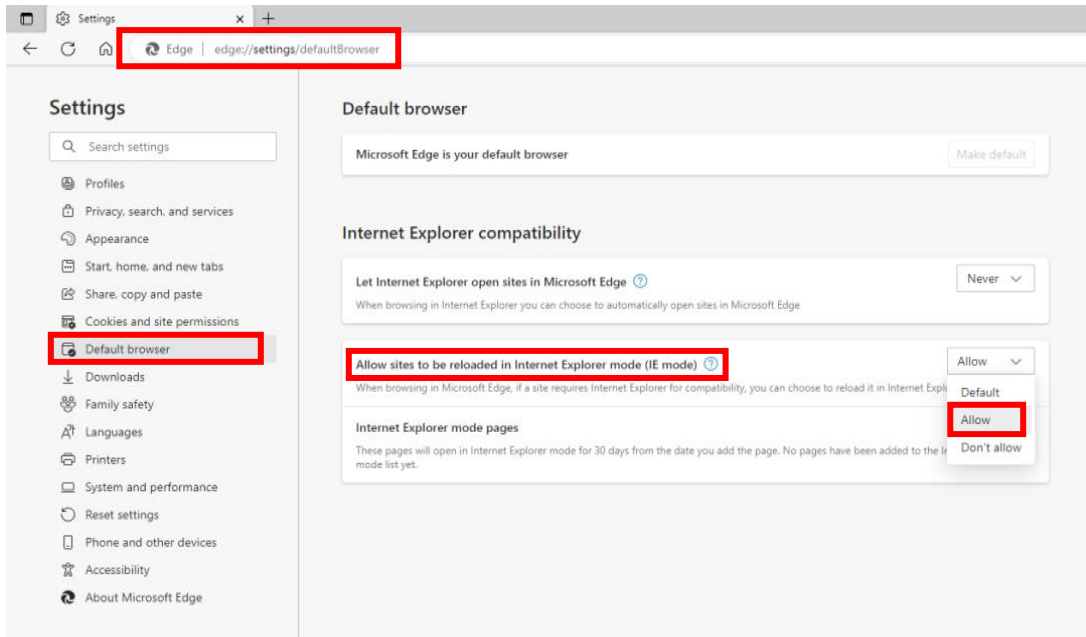 Settings
Edge | edge://settings/defaultBrowser
Settings
Search settings
Profiles
Privacy, search, and services
Appearance
Start, home, and new tabs
Share, copy and paste
Cookies and site permissions
Default browser
Downloads
Family safety
Languages
Printers
System and performance
Reset settings
Phone and other devices
Accessibility
About Microsoft Edge
Default browser
Microsoft Edge is your default browser
Make default
Internet Explorer compatibility
Let Internet Explorer open sites in Microsoft Edge
Never
When browsing in Internet Explorer you can choose to automatically open sites in Microsoft Edge
Allow sites to be reloaded in Internet Explorer mode (IE mode)
Allow
When browsing in Microsoft Edge, if a site requires Internet Explorer for compatibility, you can choose to reload it in Internet
Default
Allow
Don't allow
Internet Explorer mode pages
These pages will open in Internet Explorer mode for 30 days from the date you add the page. No pages have been added to the
mode list yet.